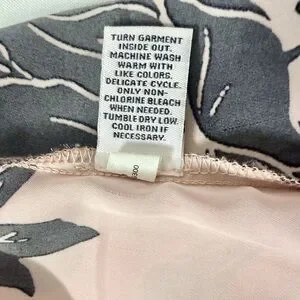 TURN GARMENT
INSIDE OUT.
MACHINE WASH
WARM WITH
LIKE COLORS.
DELICATE CYCLE.
ONLY NON-
CHLORINE BLEACH
WHEN NEEDED.
TUMBLE DRY LOW.
COOL IRON IF
NECESSARY.